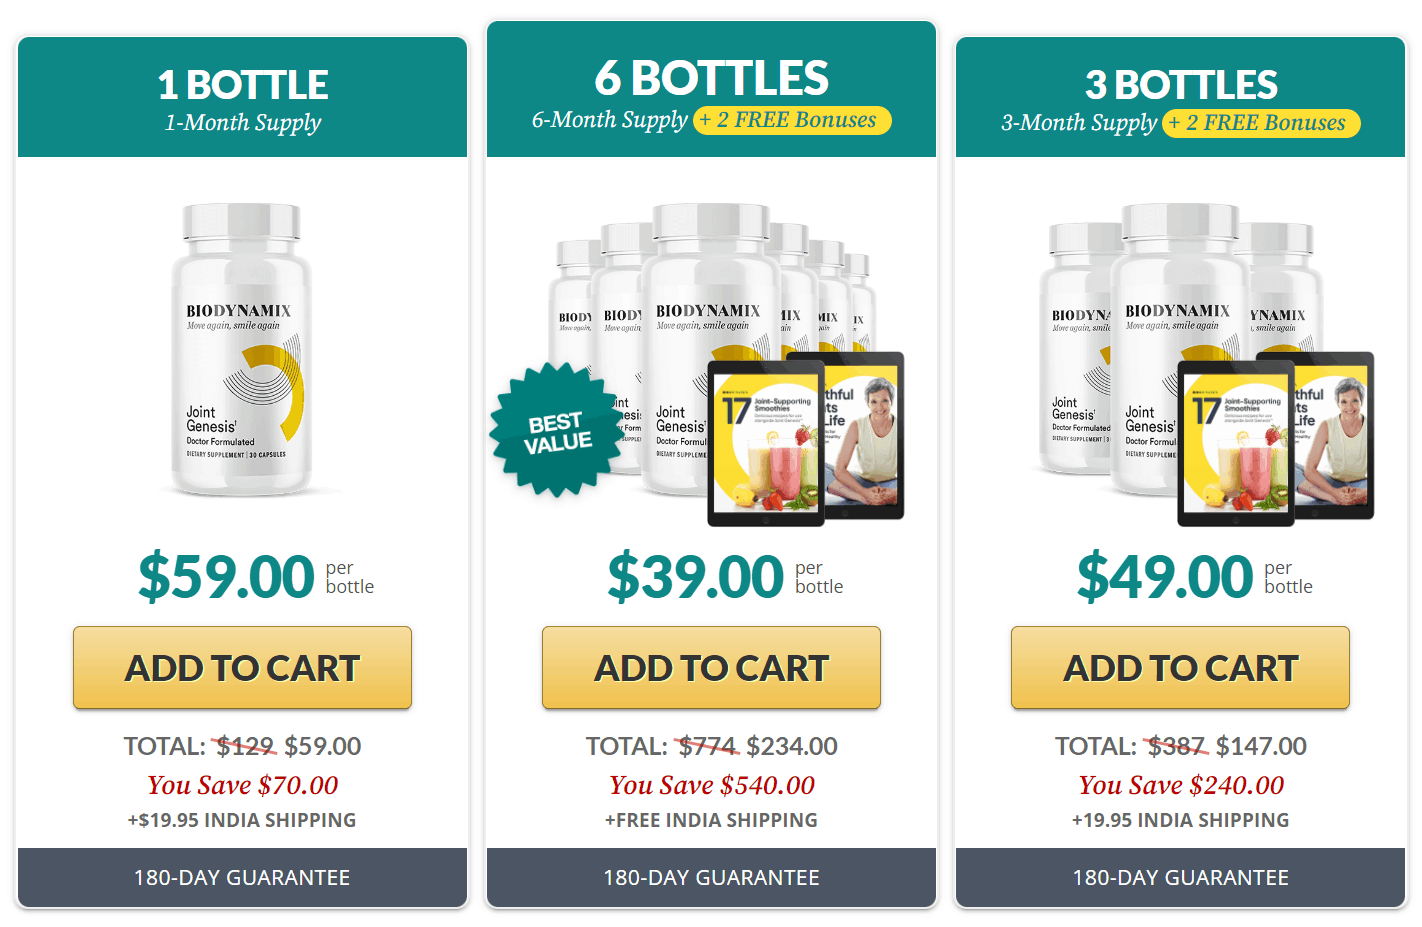 1 BOTTLE
1-Month Supply
BIODYNAMIX
Move again, smile again
Joint
Genesis
Doctor Formulated
DIETARY SUPPLEMENT | 30 CAPSULES
$59.00 per bottle
ADD TO CART
TOTAL: $129 $59.00
You Save $70.00
+$19.95 INDIA SHIPPING
180-DAY GUARANTEE
6 BOTTLES
6-Month Supply + 2 FREE Bonuses
BIODYNAMIX
Move again, smile again
Joint
Genesis
Doctor Formul
DIETARY SUPPLEME
BEST
VALUE
17 Joint-Supporting
Smoothies
$39.00 per bottle
ADD TO CART
TOTAL: $774 $234.00
You Save $540.00
+FREE INDIA SHIPPING
180-DAY GUARANTEE
3 BOTTLES
3-Month Supply + 2 FREE Bonuses
BIODYNAMIX
Move again, smile again
Joint
Genesis
Doctor Formul
DIETARY SUPPLEME
17 Joint-Supporting
Smoothies
$49.00 per bottle
ADD TO CART
TOTAL: $387 $147.00
You Save $240.00
+19.95 INDIA SHIPPING
180-DAY GUARANTEE